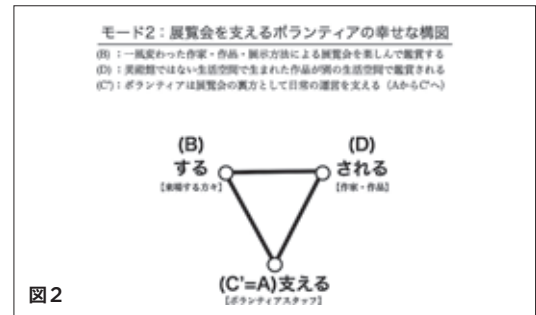 モード2：展覧会を支えるボランティアの幸せな構図
(B) ：一風変わった作家・作品・展示方法による展覧会を楽しんで鑑賞する
(D) ：美術館ではない生活空間で生まれた作品が別の生活空間で鑑賞される
(C')：ボランティアは展覧会の裏方として日常の運営を支える（AからC'へ）
(B)
する
【来場する方々】
(D)
される
【作家・作品】
(C'=A)支える
【ボランティアスタッフ】
図2